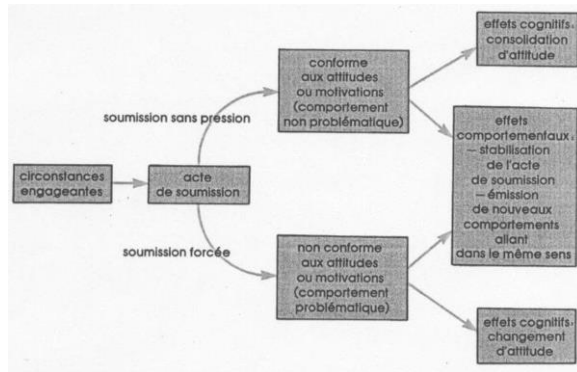 circonstances
engageantes
acte
de soumission
soumission sans pression
soumission forcée
conforme
aux attitudes
ou motivations
(comportement
non problématique)
non conforme
aux attitudes
ou motivations
(comportement
problématique)
effets cognitifs:
consolidation
d'attitude
effets
comportementaux:
— stabilisation
de l'acte
de soumission
— émission
de nouveaux
comportements
allant
dans le même sens
effets cognitifs:
changement
d'attitude